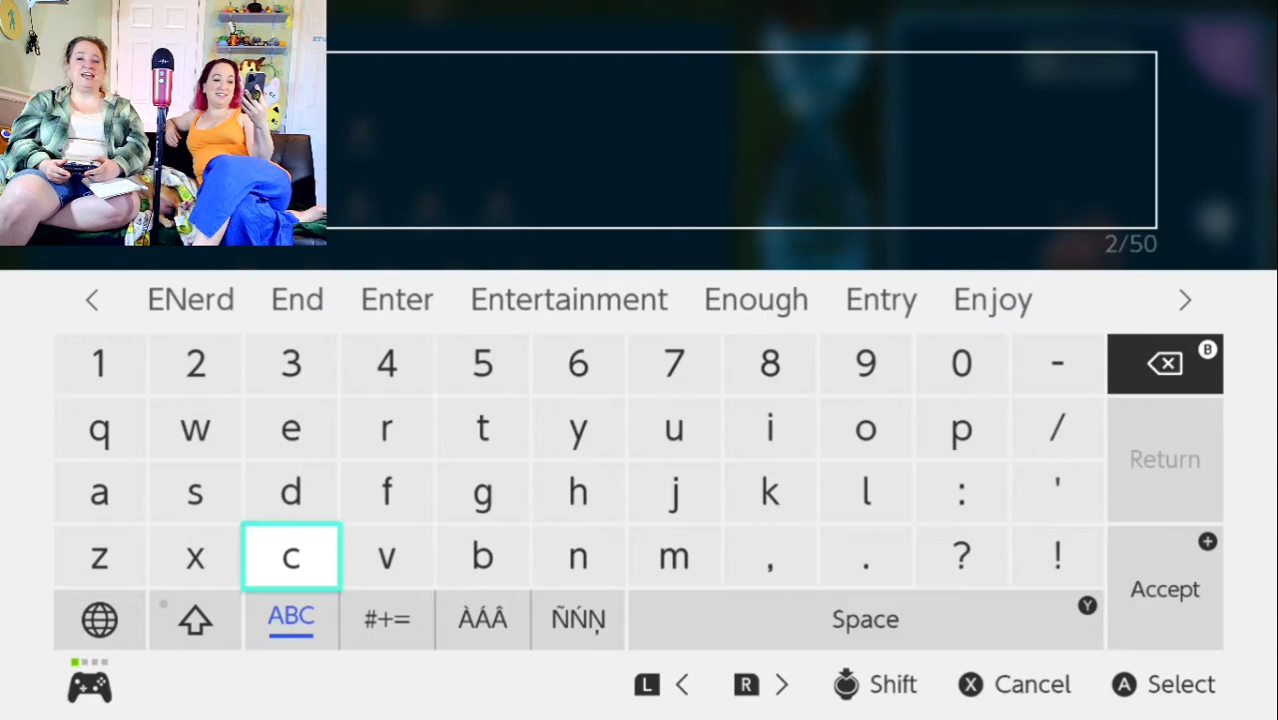 2/50
< ENerd End Enter Entertainment Enough Entry Enjoy >
1 2 3 4 5 6 7 8 9 0 - B
q w e r t y u i o p / Return
a s d f g h j k l : '
z x c v b n m , . ? ! + Accept
ABC #+= ÀÁÂ ÑŃŅ Space Y
L < R > Shift X Cancel A Select